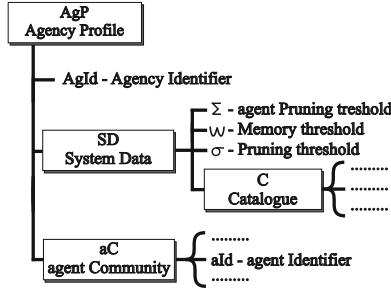 AgP
Agency Profile
AgId - Agency Identifier
SD
System Data
Σ - agent Pruning treshold
w - Memory threshold
σ - Pruning threshold
C
Catalogue
..........
..........
..........
aC
agent Community
..........
aId - agent Identifier
..........